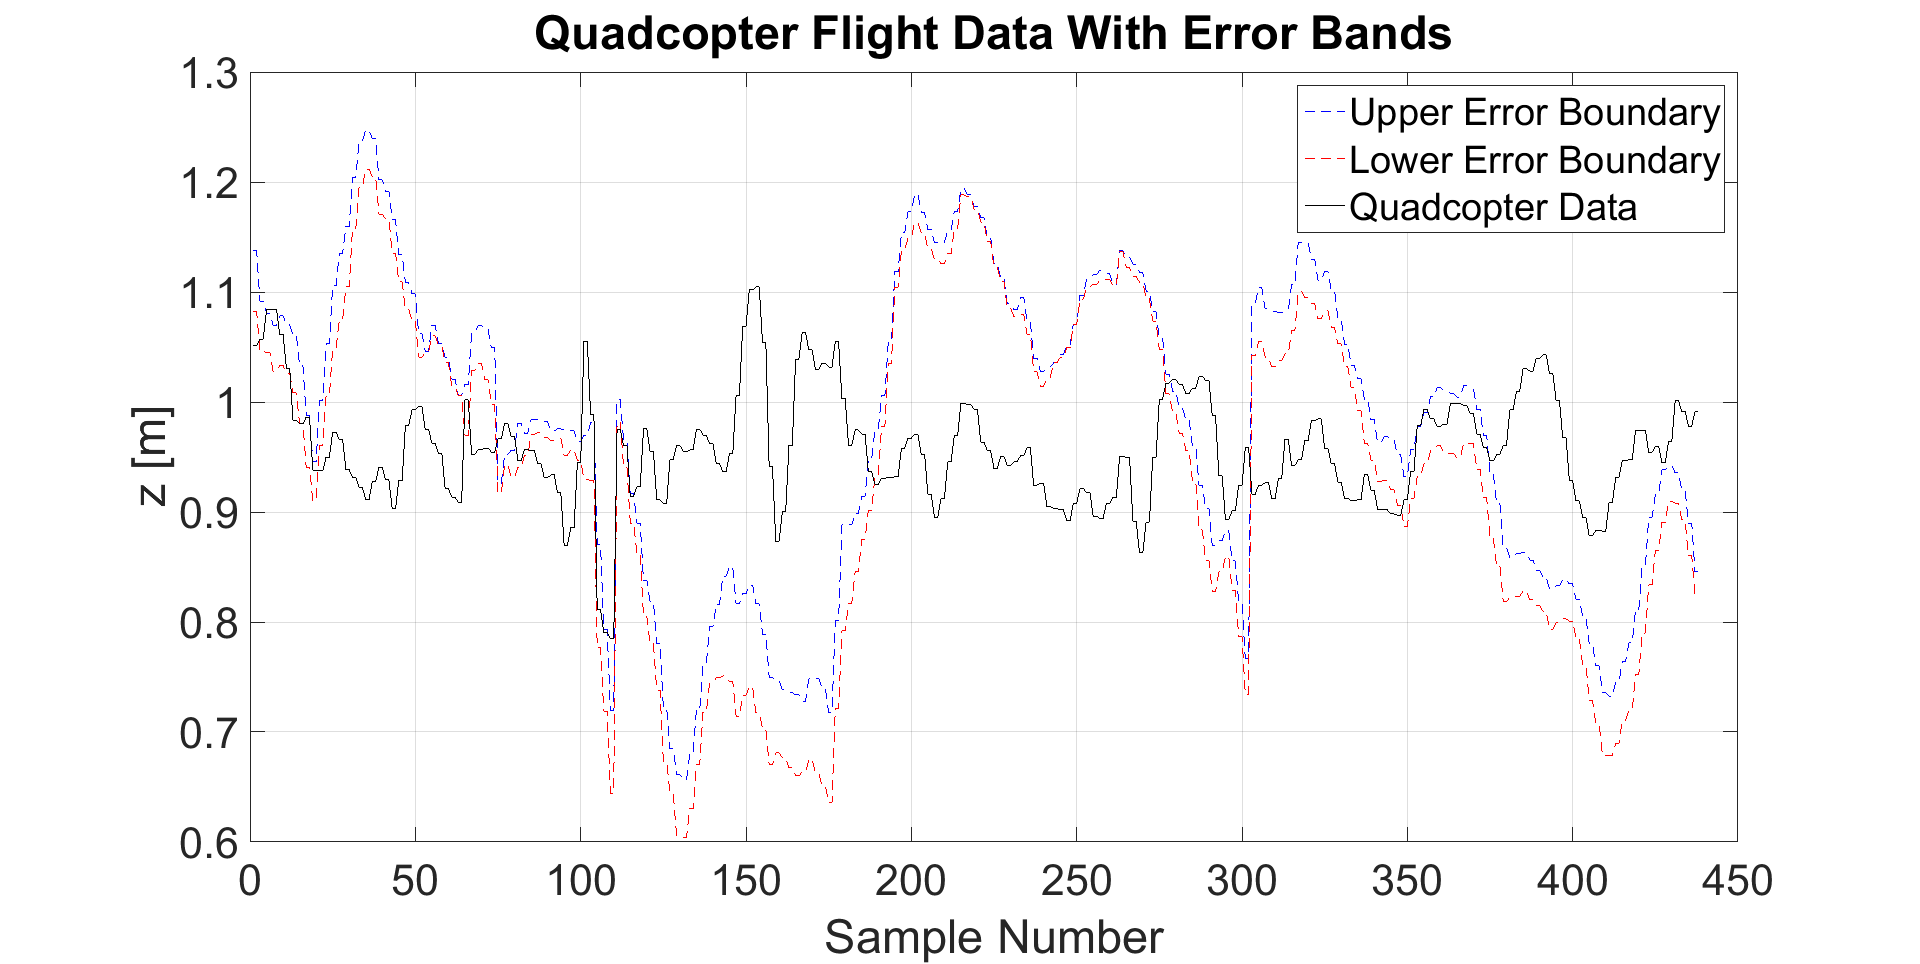 Quadcopter Flight Data With Error Bands
1.3
1.2
1.1
1
0.9
0.8
0.7
0.6
z [m]
Upper Error Boundary
Lower Error Boundary
Quadcopter Data
0 50 100 150 200 250 300 350 400 450
Sample Number